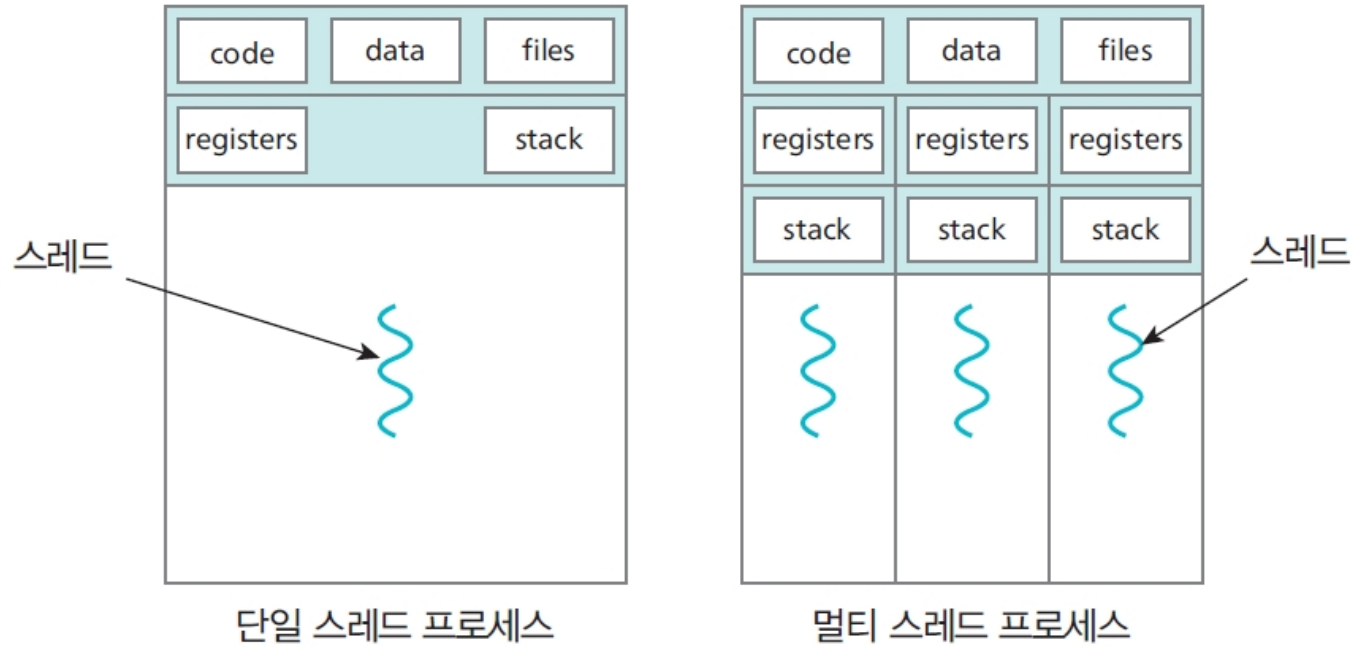 code data files code data files
registers stack registers registers registers
stack stack stack
스레드 스레드
단일 스레드 프로세스 멀티 스레드 프로세스